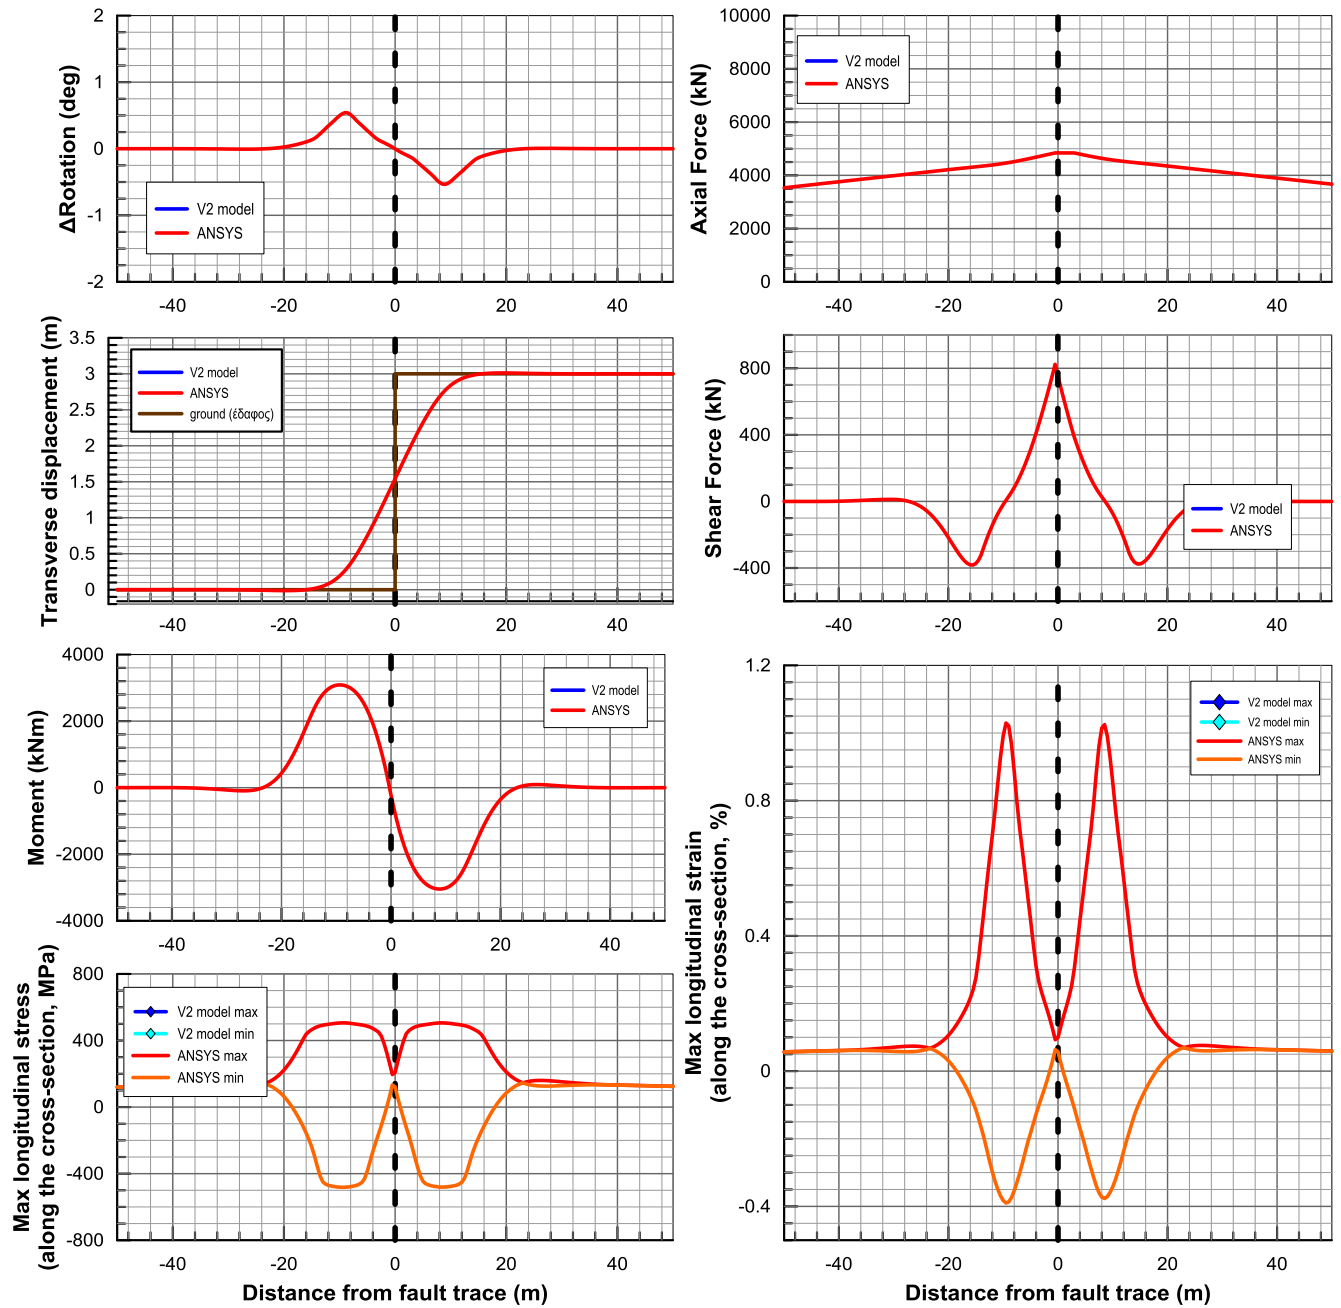 ΔRotation (deg)
2
1
0
-1
-2
V2 model
ANSYS
-40 -20 0 20 40
Axial Force (kN)
10000
8000
6000
4000
2000
0
V2 model
ANSYS
-40 -20 0 20 40
Transverse displacement (m)
3.5
3
2.5
2
1.5
1
0.5
0
V2 model
ANSYS
ground (έδαφος)
-40 -20 0 20 40
Shear Force (kN)
800
400
0
-400
V2 model
ANSYS
-40 -20 0 20 40
Moment (kNm)
4000
2000
0
-2000
-4000
V2 model
ANSYS
-40 -20 0 20 40
Max longitudinal stress
(along the cross-section, MPa)
800
400
0
-400
-800
V2 model max
V2 model min
ANSYS max
ANSYS min
-40 -20 0 20 40
Distance from fault trace (m)
Max longitudinal strain
(along the cross-section, %)
1.2
0.8
0.4
0
-0.4
V2 model max
V2 model min
ANSYS max
ANSYS min
-40 -20 0 20 40
Distance from fault trace (m)